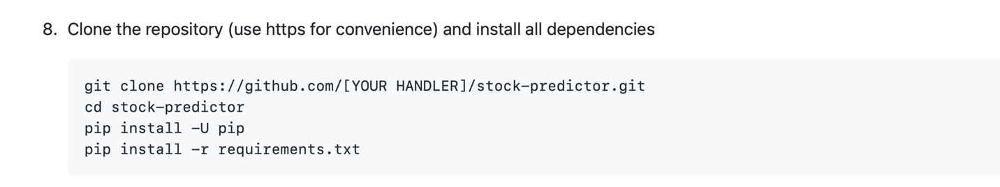 8. Clone the repository (use https for convenience) and install all dependencies
git clone https://github.com/[YOUR HANDLER]/stock-predictor.git
cd stock-predictor
pip install -U pip
pip install -r requirements.txt